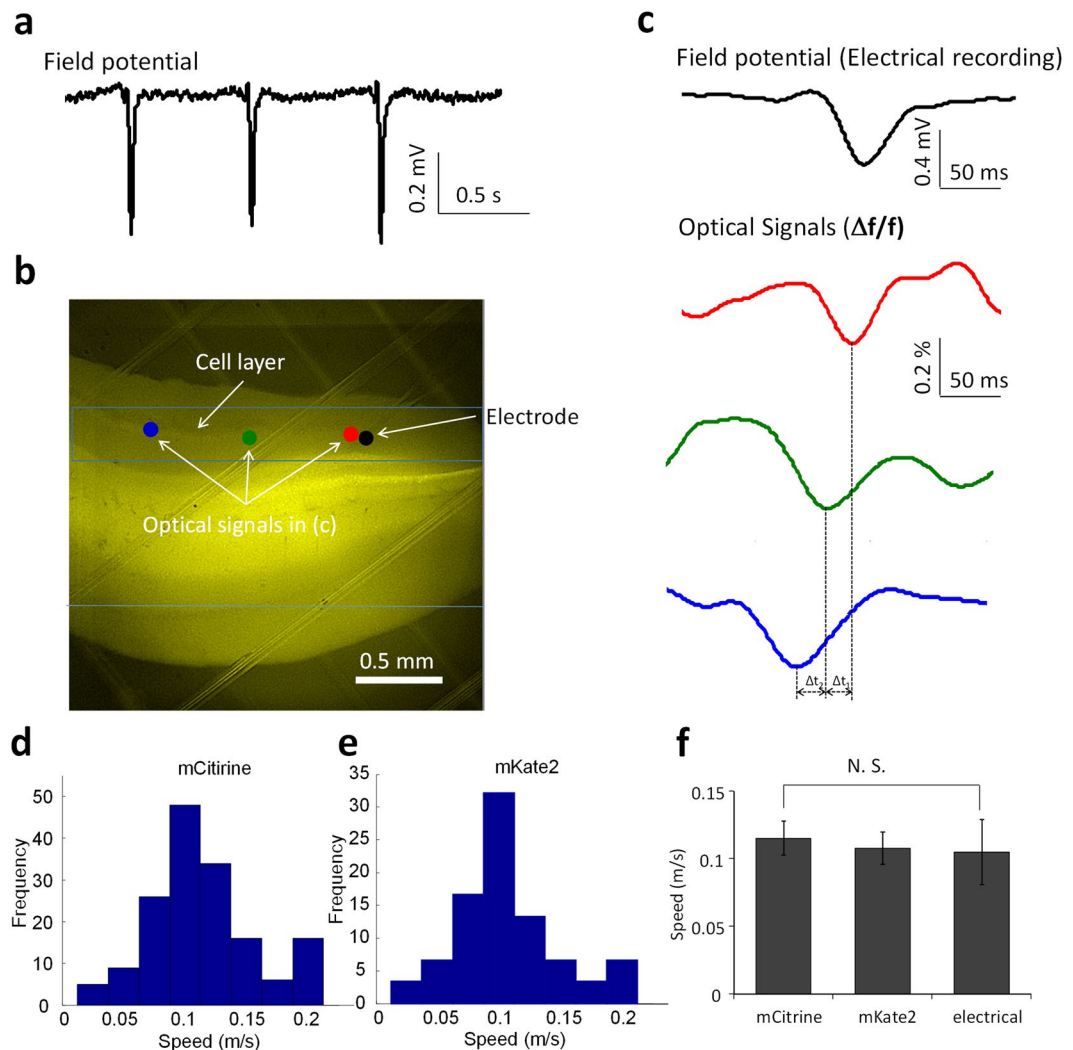 a
Field potential
0.2 mV
0.5 s
b
Cell layer
Electrode
Optical signals in (c)
0.5 mm
c
Field potential (Electrical recording)
0.4 mV
50 ms
Optical Signals (Δf/f)
0.2 %
50 ms
Δt₂ Δt₁
d
mCitirine
Frequency
50
40
30
20
10
0
0 0.05 0.1 0.15 0.2
Speed (m/s)
e
mKate2
Frequency
35
30
25
20
15
10
5
0
0 0.05 0.1 0.15 0.2
Speed (m/s)
f
N. S.
Speed (m/s)
0.15
0.1
0.05
0
mCitrine mKate2 electrical